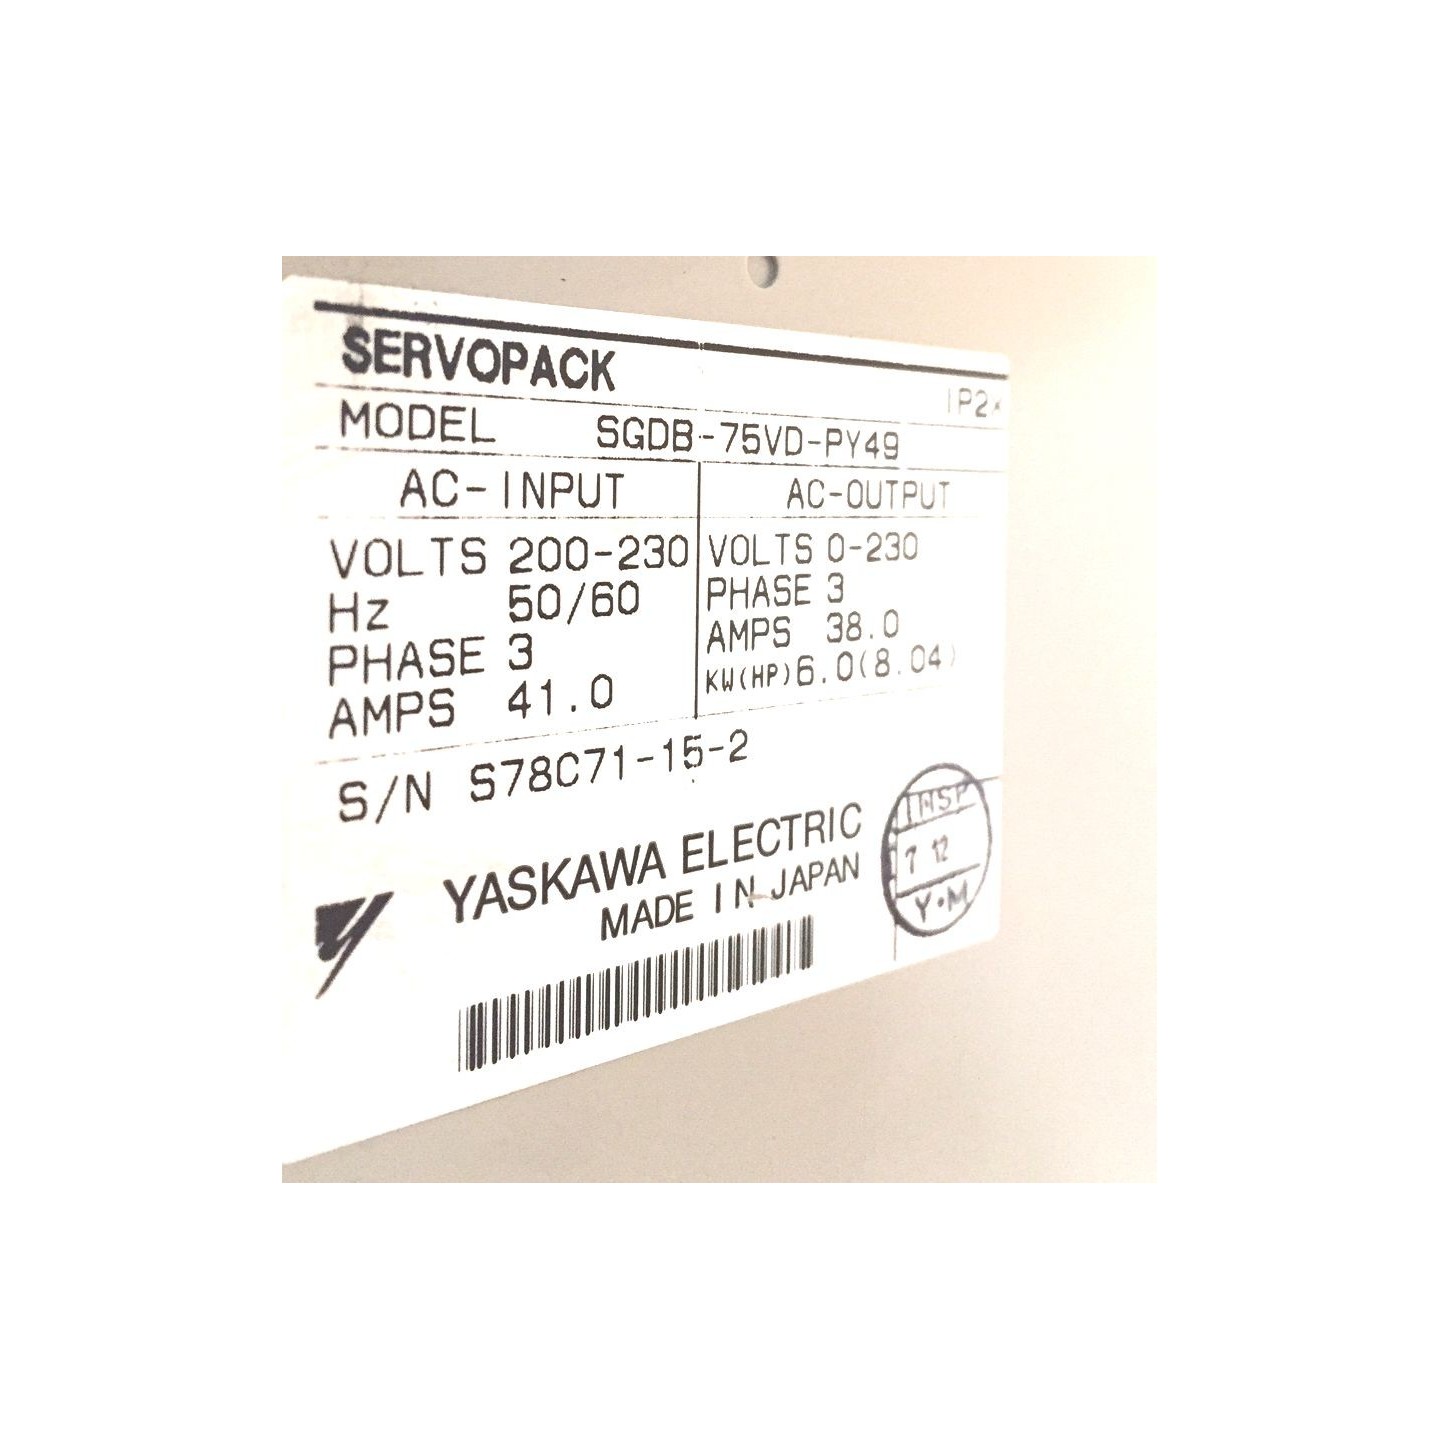 SERVOPACK
IP2×
MODEL SGDB-75VD-PY49
AC-INPUT AC-OUTPUT
VOLTS 200-230 VOLTS 0-230
Hz 50/60 PHASE 3
PHASE 3 AMPS 38.0
AMPS 41.0 KW(HP)6.0(8.04)
S/N S78C71-15-2
YASKAWA ELECTRIC
MADE IN JAPAN
INSP
7 12
Y·M